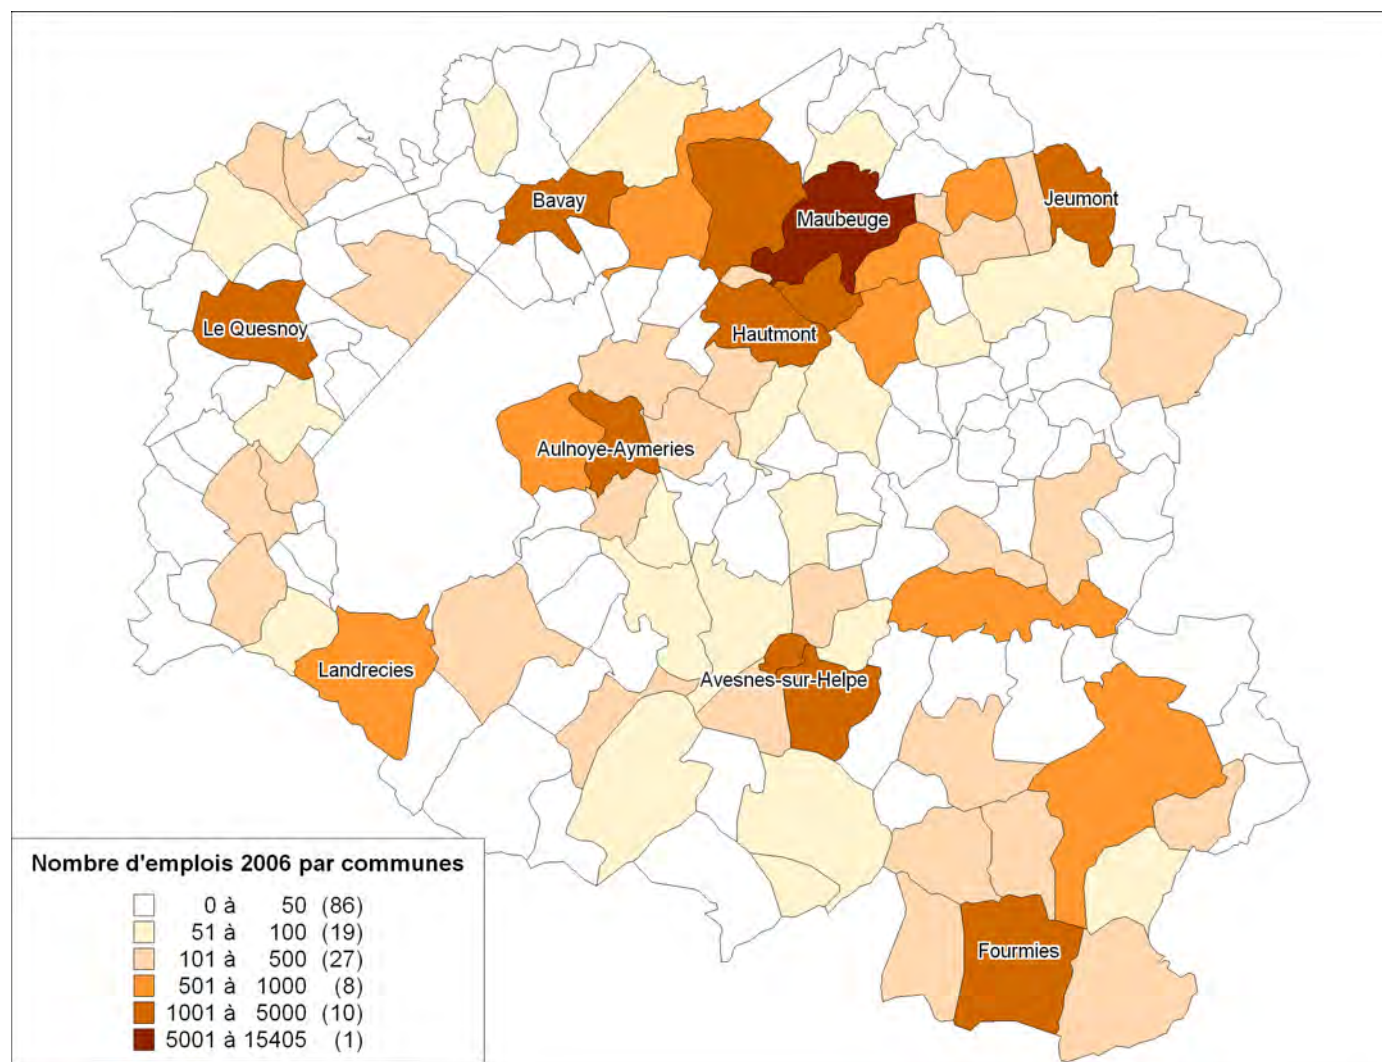 Bavay
Jeumont
Maubeuge
Le Quesnoy
Hautmont
Aulnoye-Aymeries
Landrecies
Avesnes-sur-Helpe
Fourmies
Nombre d'emplois 2006 par communes
0 à 50 (86)
51 à 100 (19)
101 à 500 (27)
501 à 1000 (8)
1001 à 5000 (10)
5001 à 15405 (1)